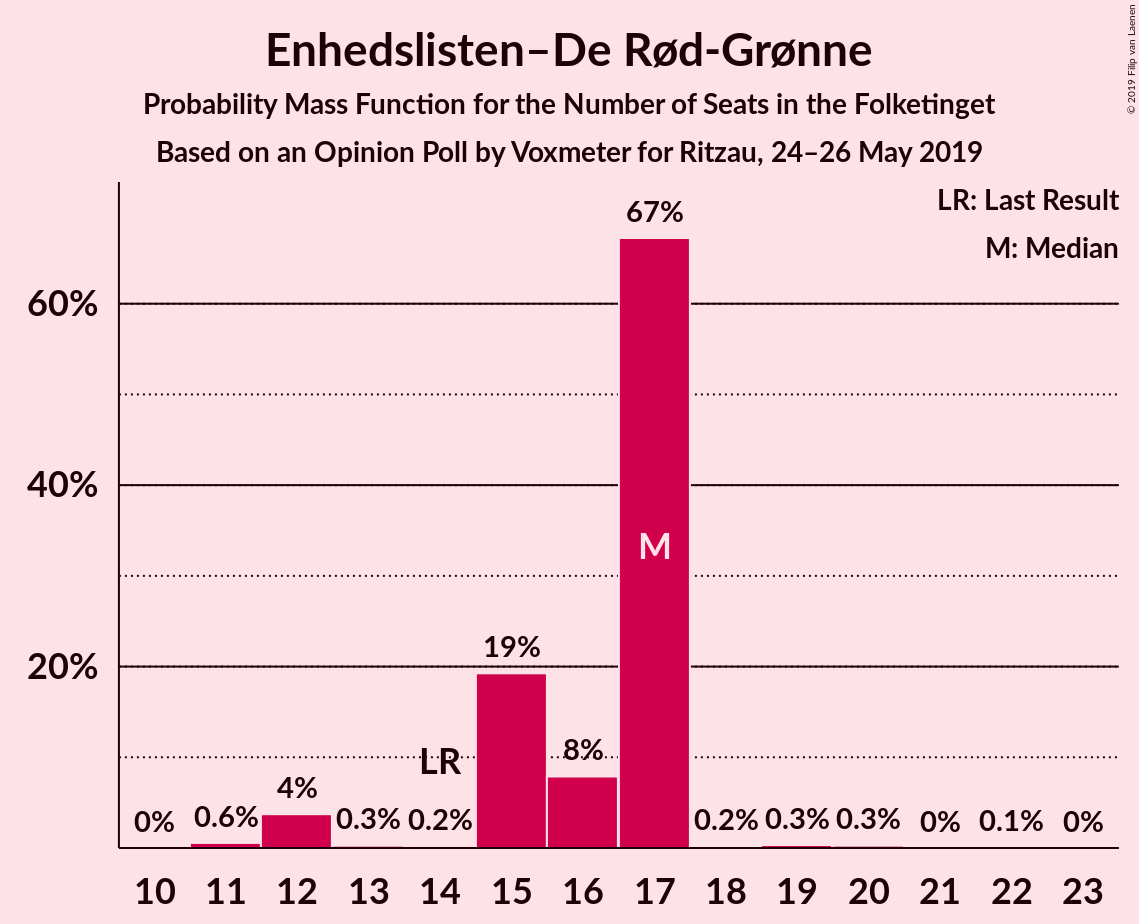 Enhedslisten–De Rød-Grønne
Probability Mass Function for the Number of Seats in the Folketinget
Based on an Opinion Poll by Voxmeter for Ritzau, 24–26 May 2019
© 2019 Filip van Laenen
LR: Last Result
M: Median
67%
60%
40%
M
20%
19%
LR
8%
4%
0% 0.6% 0.3% 0.2% 0.2% 0.3% 0.3% 0% 0.1% 0%
10 11 12 13 14 15 16 17 18 19 20 21 22 23